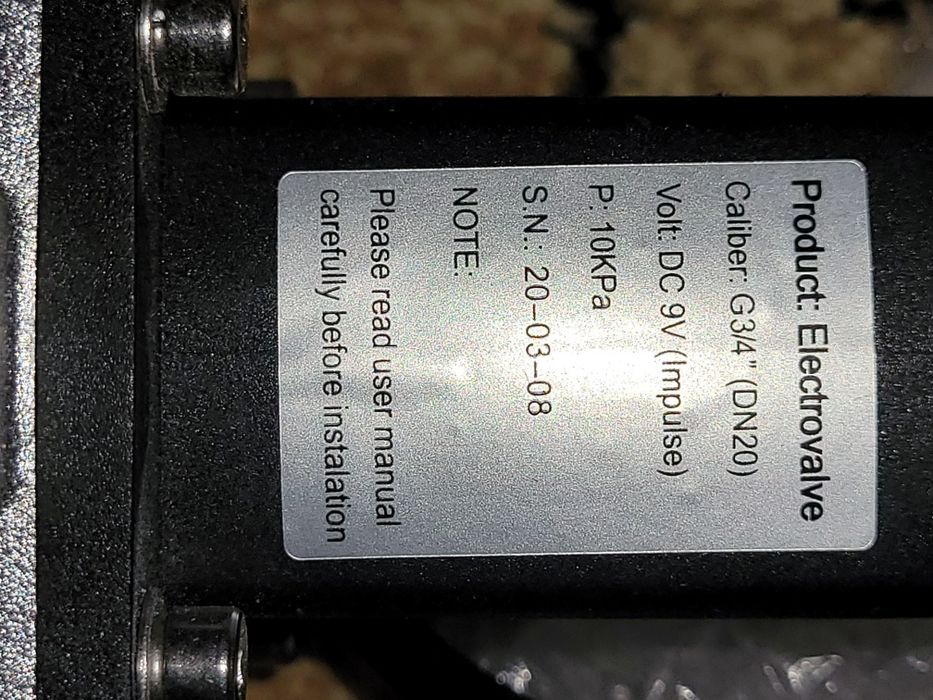 Product: Electrovalve
Caliber: G3/4" (DN20)
Volt: DC 9V (Impulse)
P: 10KPa
S.N.: 20-03-08
NOTE:
Please read user manual
carefully before instalation